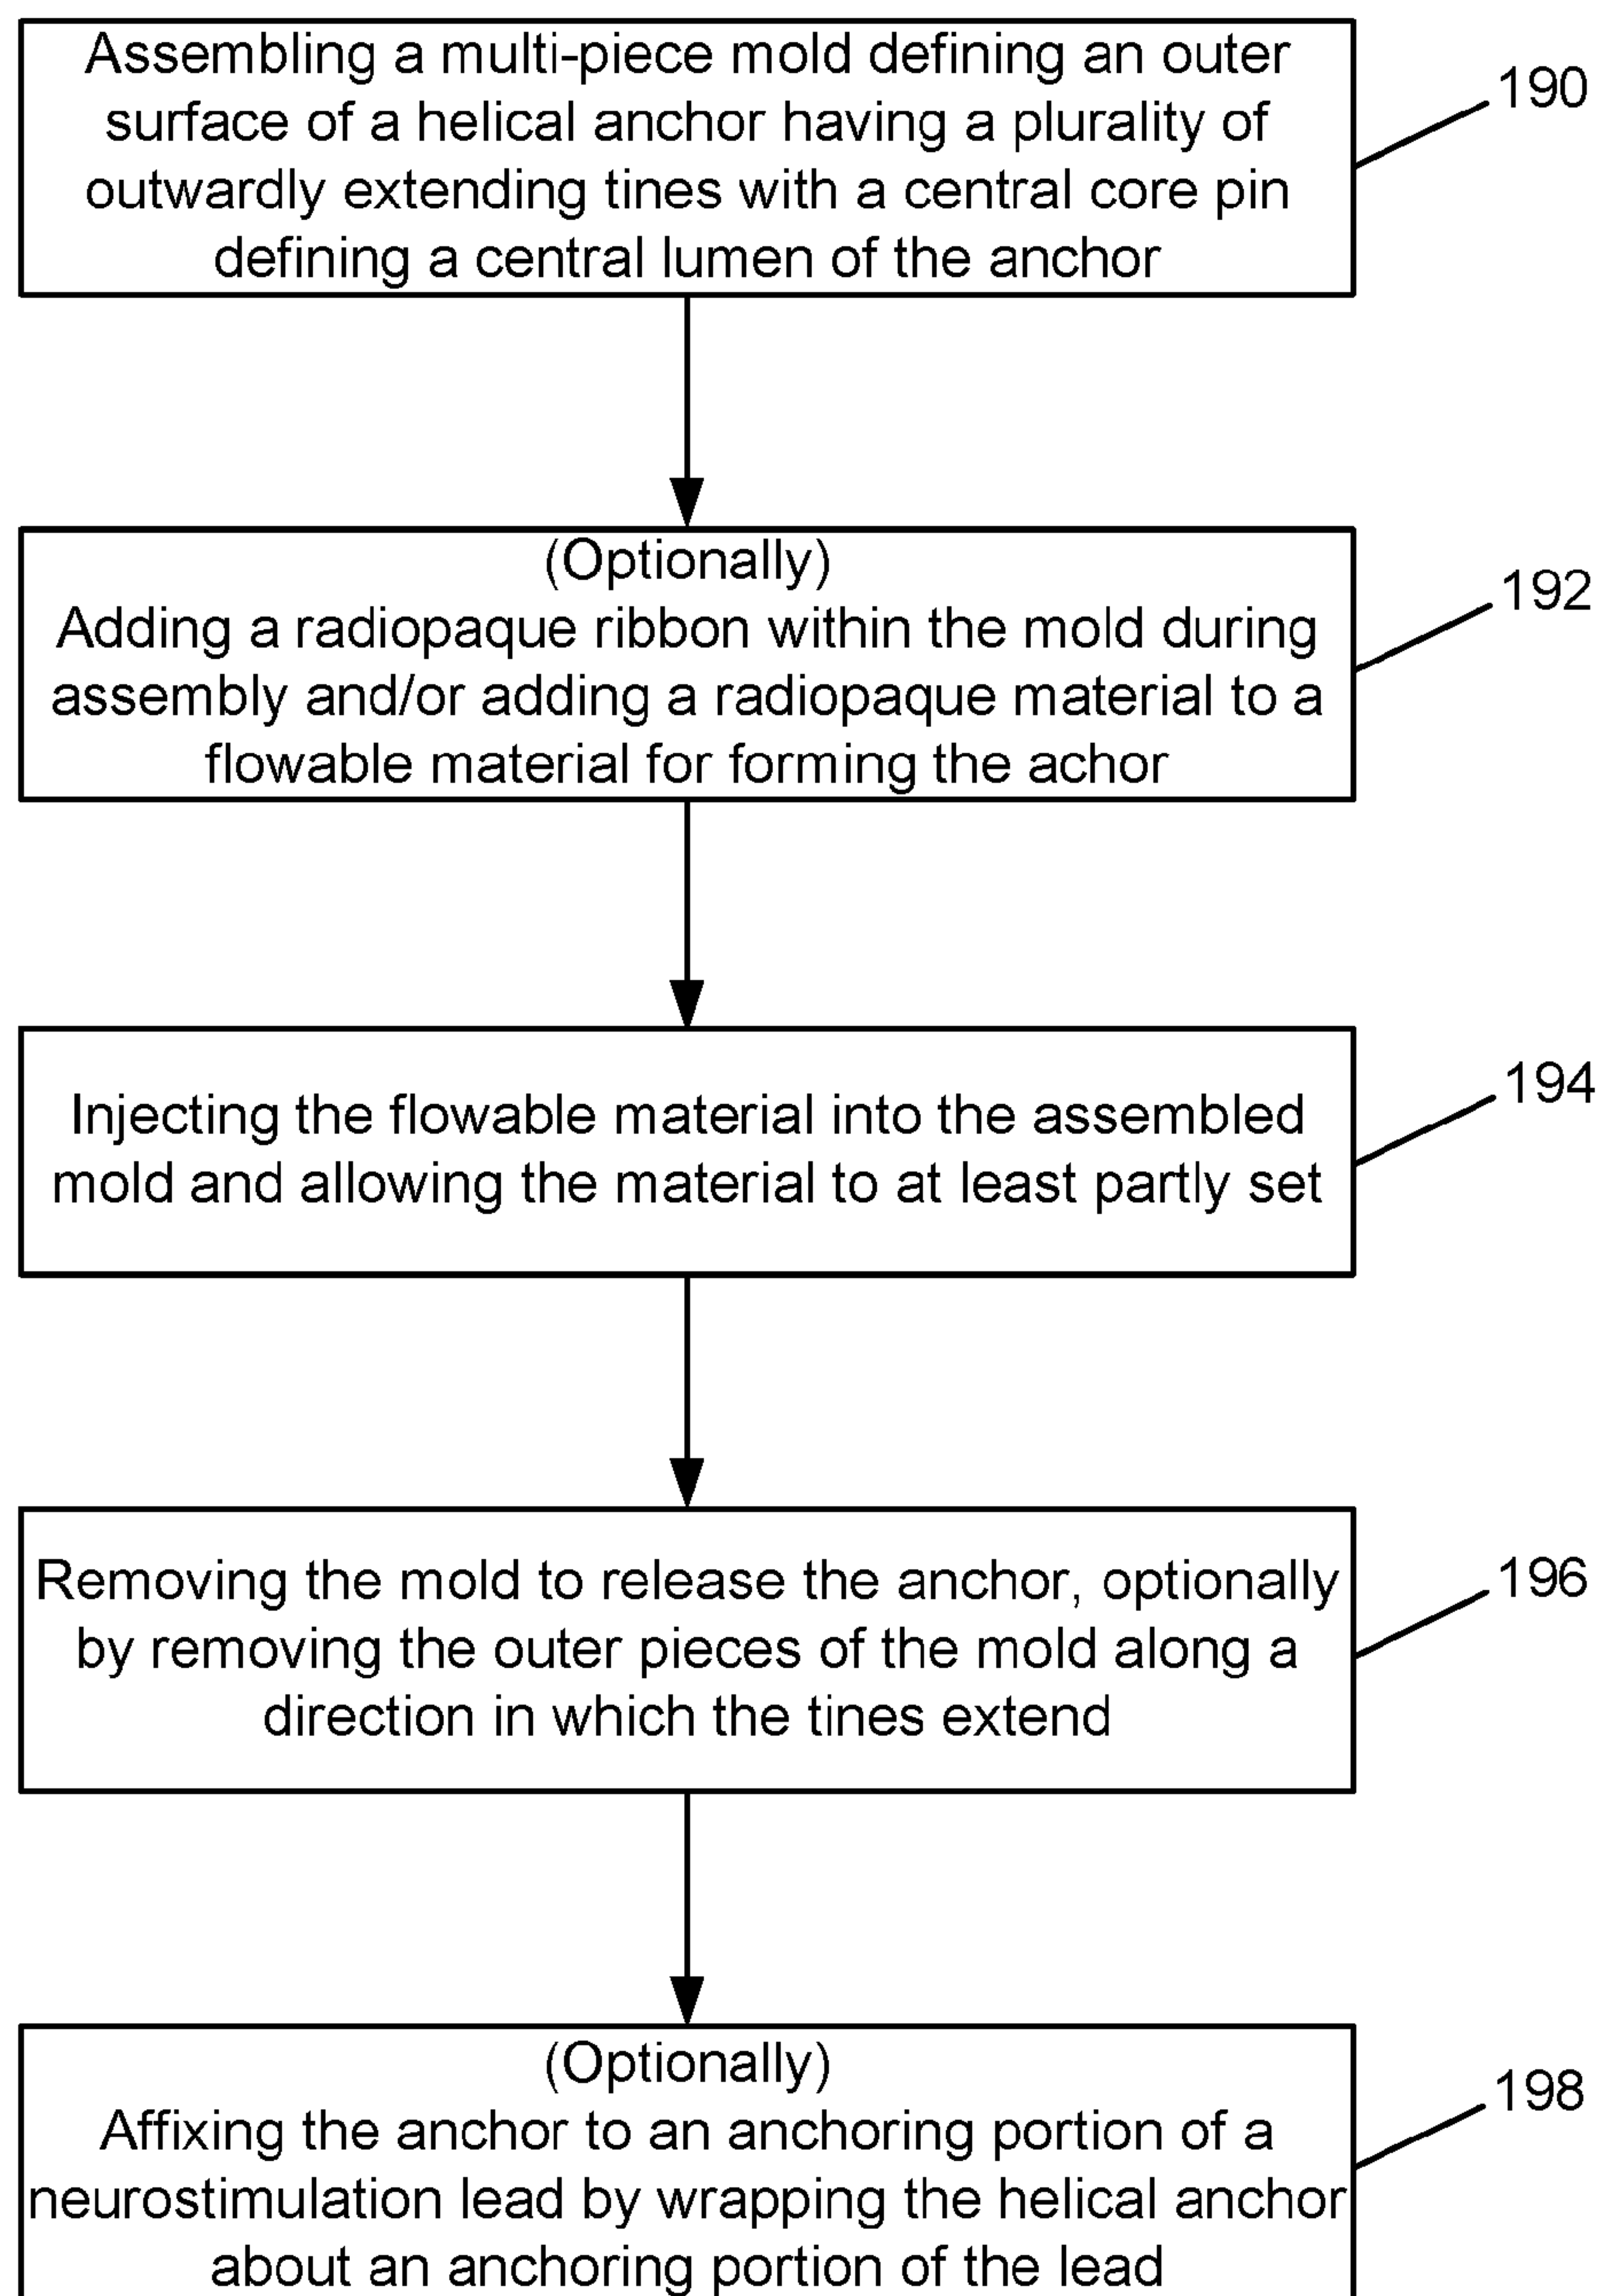 Assembling a multi-piece mold defining an outer
surface of a helical anchor having a plurality of
outwardly extending tines with a central core pin
defining a central lumen of the anchor
190
(Optionally)
Adding a radiopaque ribbon within the mold during
assembly and/or adding a radiopaque material to a
flowable material for forming the achor
192
Injecting the flowable material into the assembled
mold and allowing the material to at least partly set
194
Removing the mold to release the anchor, optionally
by removing the outer pieces of the mold along a
direction in which the tines extend
196
(Optionally)
Affixing the anchor to an anchoring portion of a
neurostimulation lead by wrapping the helical anchor
about an anchoring portion of the lead
198